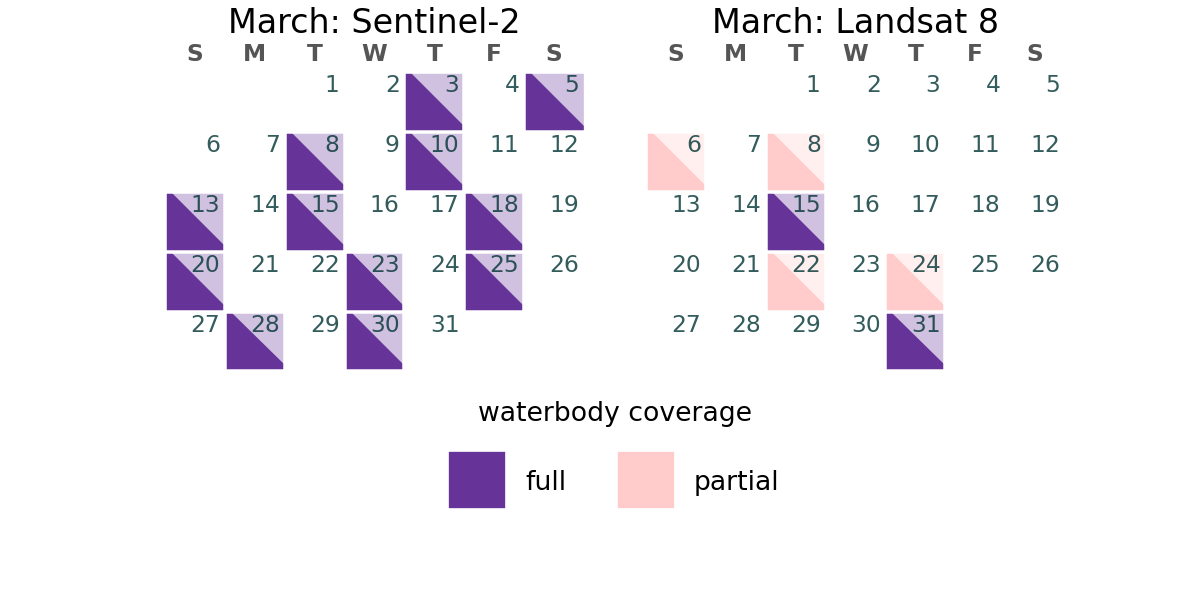 March: Sentinel-2
S M T W T F S
1 2 3 4 5
6 7 8 9 10 11 12
13 14 15 16 17 18 19
20 21 22 23 24 25 26
27 28 29 30 31
March: Landsat 8
S M T W T F S
1 2 3 4 5
6 7 8 9 10 11 12
13 14 15 16 17 18 19
20 21 22 23 24 25 26
27 28 29 30 31
waterbody coverage
full partial